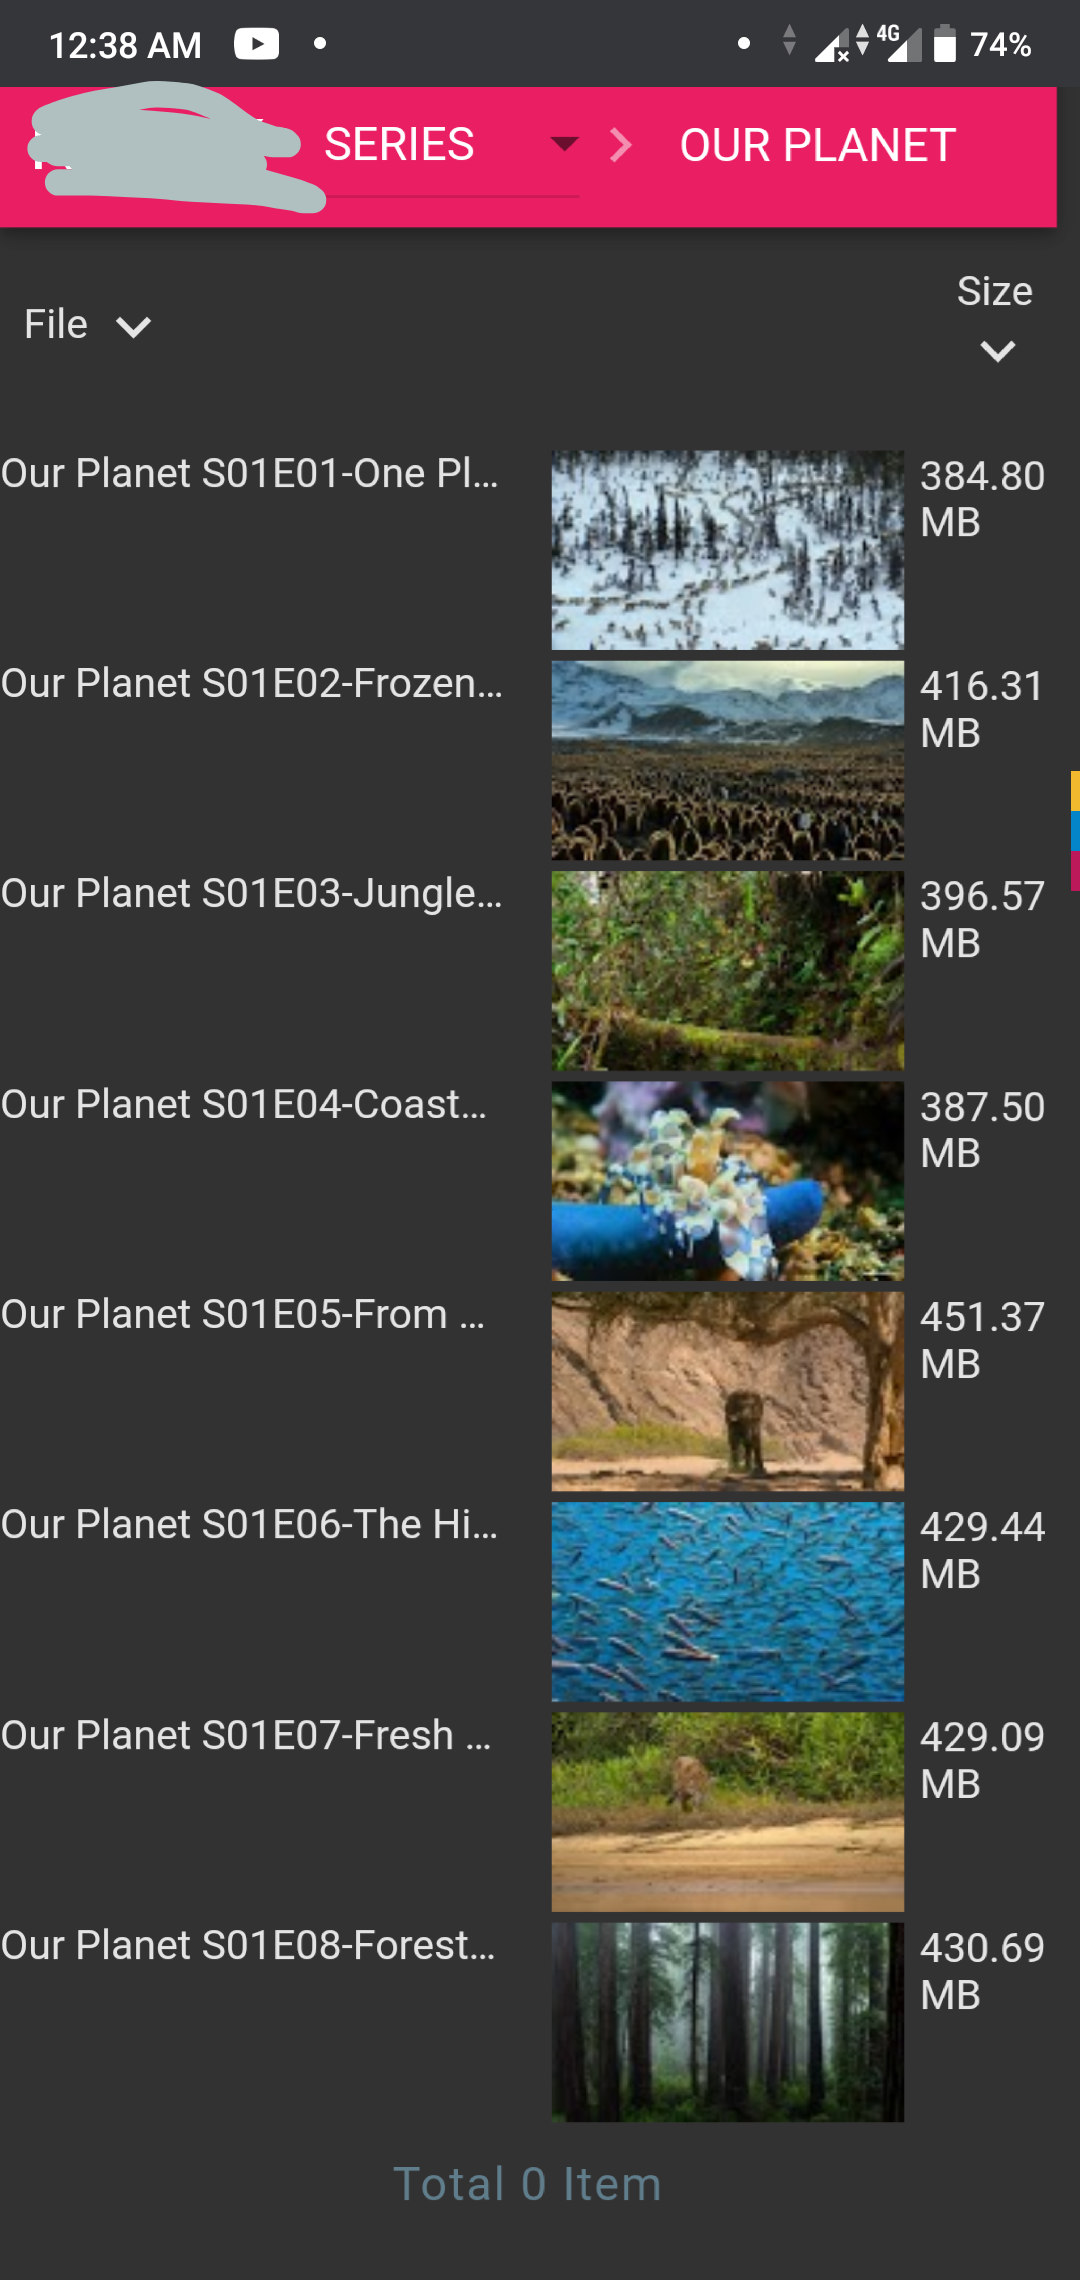 12:38 AM
4G
74%
SERIES
OUR PLANET
File
Size
Our Planet S01E01-One Pl...
384.80
MB
Our Planet S01E02-Frozen...
416.31
MB
Our Planet S01E03-Jungle...
396.57
MB
Our Planet S01E04-Coast...
387.50
MB
Our Planet S01E05-From ...
451.37
MB
Our Planet S01E06-The Hi...
429.44
MB
Our Planet S01E07-Fresh ...
429.09
MB
Our Planet S01E08-Forest...
430.69
MB
Total 0 Item